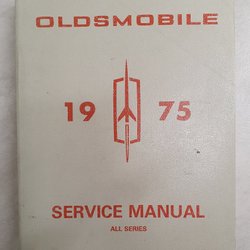 OLDSMOBILE
19 75
SERVICE MANUAL
ALL SERIES